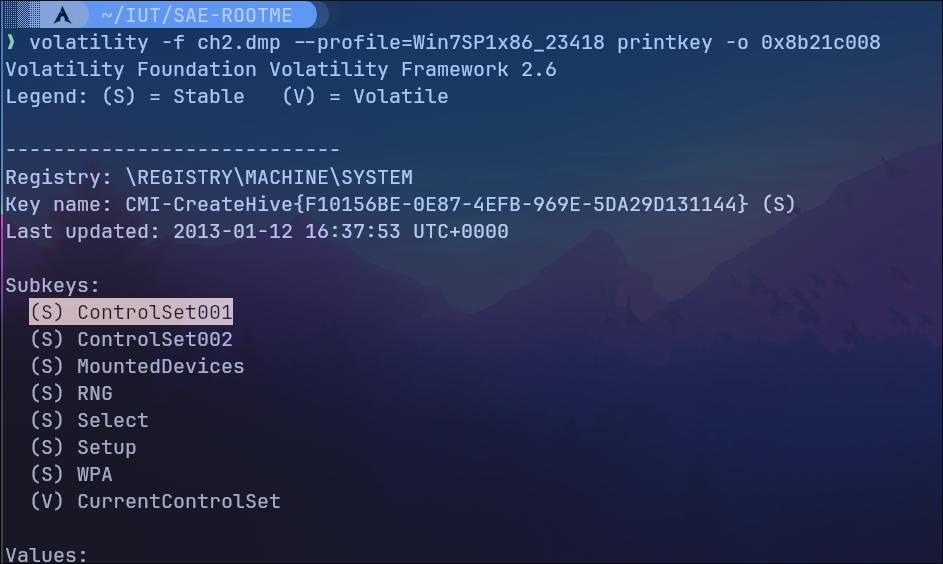 ~/IUT/SAE-ROOTME
❯ volatility -f ch2.dmp --profile=Win7SP1x86_23418 printkey -o 0x8b21c008
Volatility Foundation Volatility Framework 2.6
Legend: (S) = Stable   (V) = Volatile
----------------------------
Registry: \REGISTRY\MACHINE\SYSTEM
Key name: CMI-CreateHive{F10156BE-0E87-4EFB-969E-5DA29D131144} (S)
Last updated: 2013-01-12 16:37:53 UTC+0000
Subkeys:
  (S) ControlSet001
  (S) ControlSet002
  (S) MountedDevices
  (S) RNG
  (S) Select
  (S) Setup
  (S) WPA
  (V) CurrentControlSet
Values: